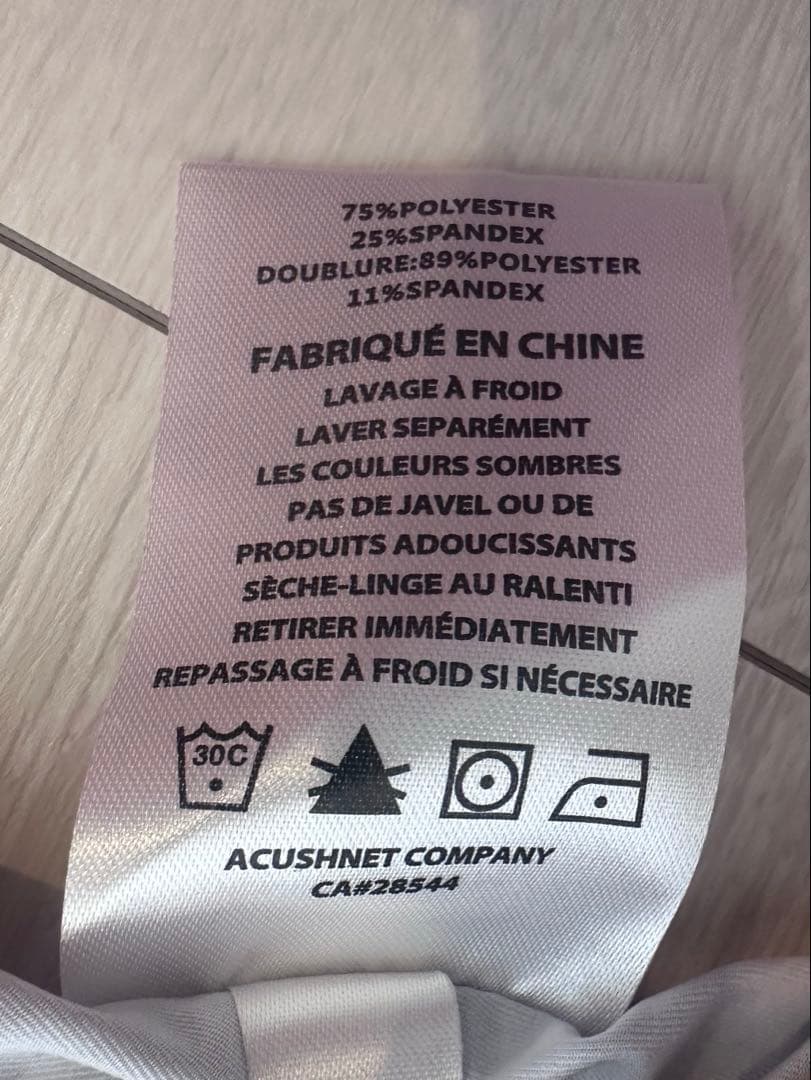 75%POLYESTER
25%SPANDEX
DOUBLURE:89%POLYESTER
11%SPANDEX
FABRIQUÉ EN CHINE
LAVAGE À FROID
LAVER SEPARÉMENT
LES COULEURS SOMBRES
PAS DE JAVEL OU DE
PRODUITS ADOUCISSANTS
SÈCHE-LINGE AU RALENTI
RETIRER IMMÉDIATEMENT
REPASSAGE À FROID SI NÉCESSAIRE
30C
ACUSHNET COMPANY
CA#28544